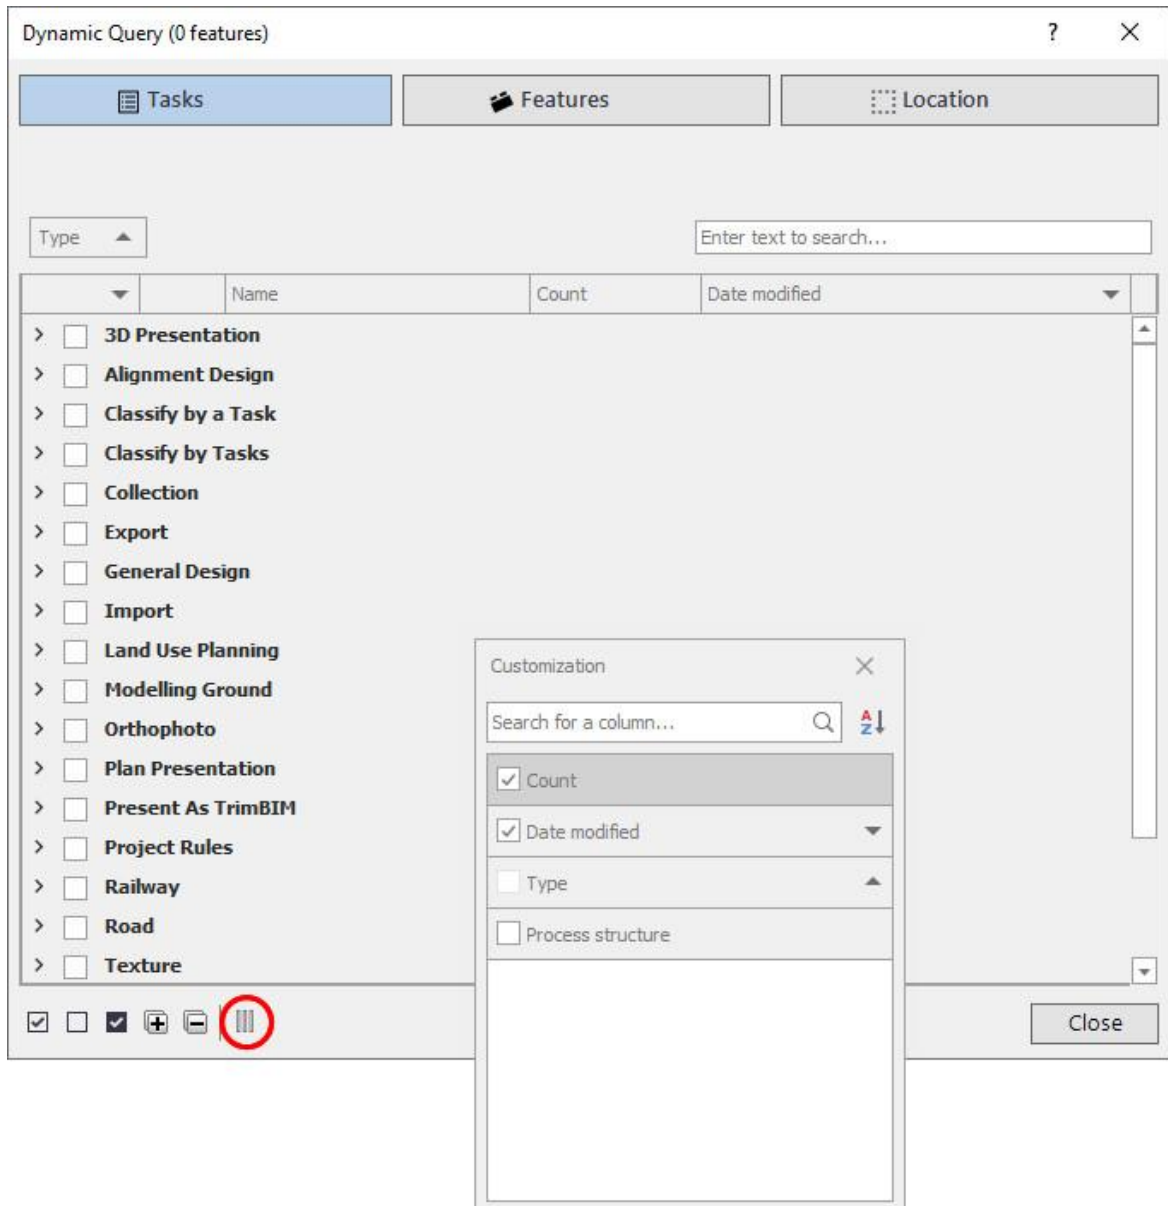 Dynamic Query (0 features) ?
Tasks Features Location
Type Enter text to search...
Name Count Date modified
3D Presentation
Alignment Design
Classify by a Task
Classify by Tasks
Collection
Export
General Design
Import
Land Use Planning
Modelling Ground
Orthophoto
Plan Presentation
Present As TrimBIM
Project Rules
Railway
Road
Texture
Close
Customization
Search for a column... AZ
Count
Date modified
Type
Process structure